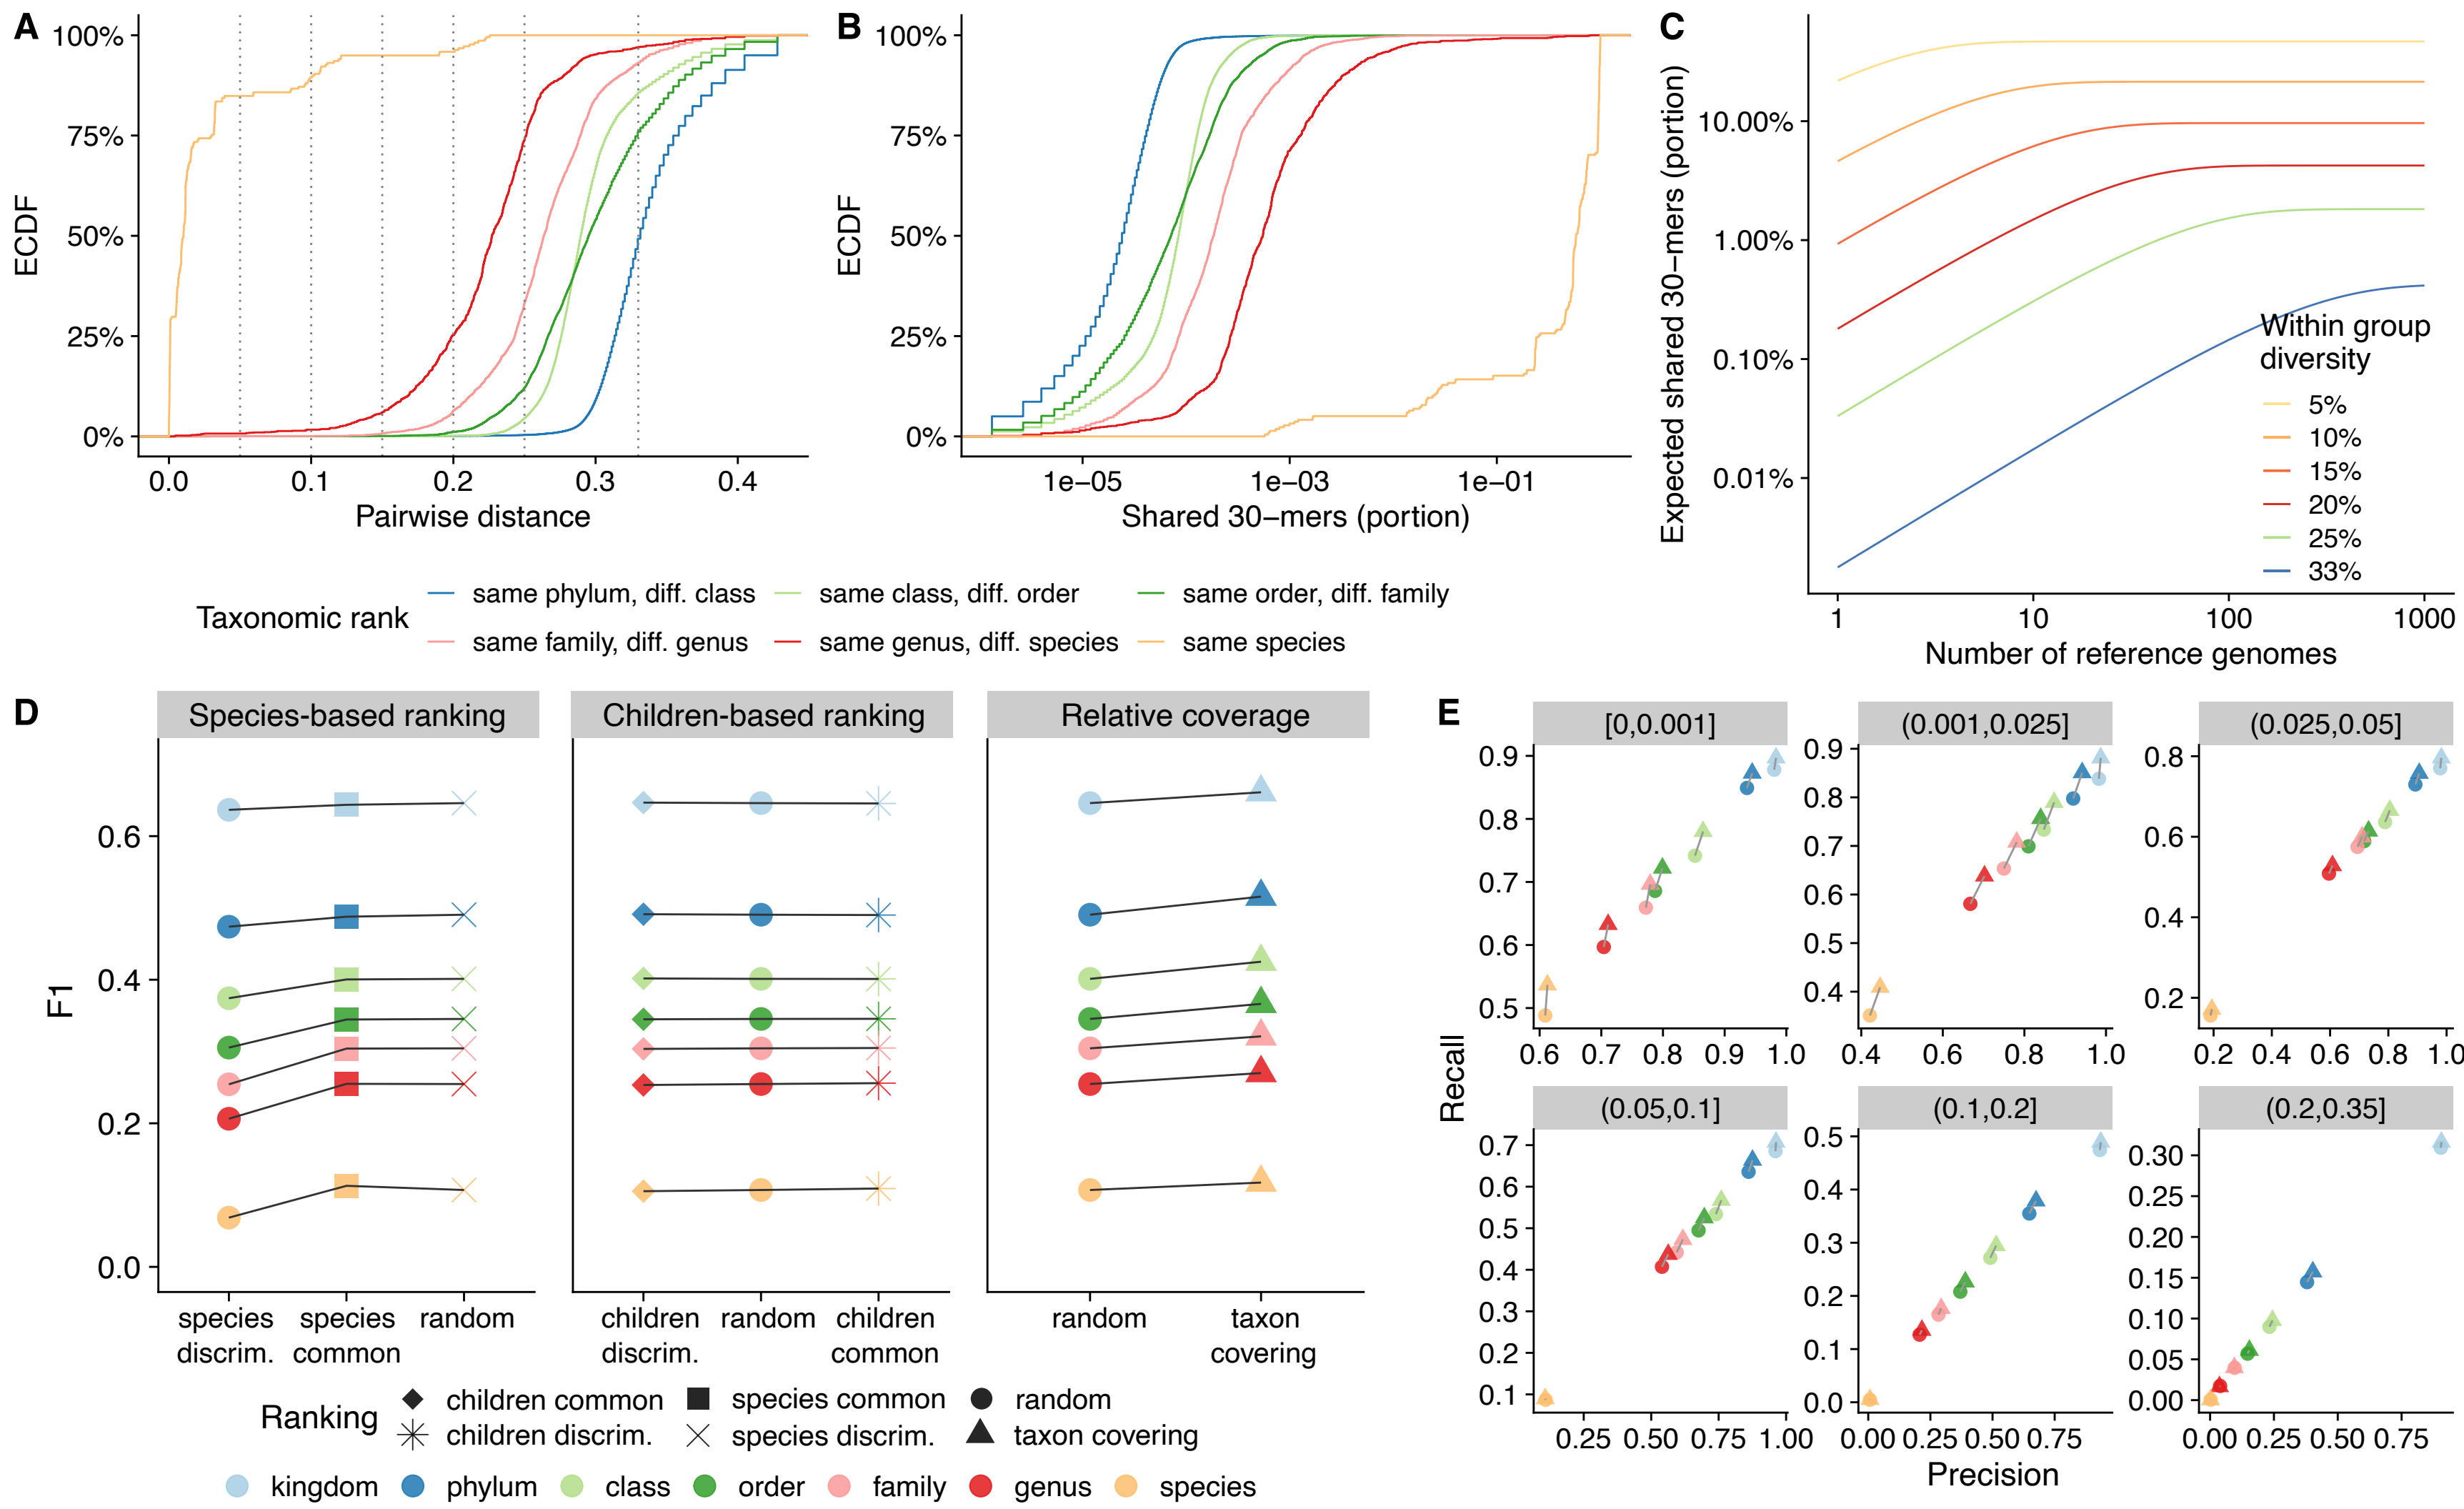 A
100%
75%
50%
25%
0%
ECDF
0.0 0.1 0.2 0.3 0.4
Pairwise distance
B
100%
75%
50%
25%
0%
ECDF
1e−05 1e−03 1e−01
Shared 30−mers (portion)
C
10.00%
1.00%
0.10%
0.01%
Expected shared 30−mers (portion)
Within group
diversity
5%
10%
15%
20%
25%
33%
1 10 100 1000
Number of reference genomes
Taxonomic rank
same phylum, diff. class
same class, diff. order
same order, diff. family
same family, diff. genus
same genus, diff. species
same species
D
Species-based ranking
Children-based ranking
Relative coverage
F1
0.6
0.4
0.2
0.0
species
discrim.
species
common
random
children
discrim.
random
children
common
random
taxon
covering
Ranking
children common
species common
random
children discrim.
species discrim.
taxon covering
kingdom
phylum
class
order
family
genus
species
E
Recall
[0,0.001]
0.9
0.8
0.7
0.6
0.5
0.6 0.7 0.8 0.9 1.0
(0.001,0.025]
0.9
0.8
0.7
0.6
0.5
0.4
0.4 0.6 0.8 1.0
(0.025,0.05]
0.8
0.6
0.4
0.2
0.2 0.4 0.6 0.8 1.0
(0.05,0.1]
0.7
0.6
0.5
0.4
0.3
0.2
0.1
0.25 0.50 0.75 1.00
(0.1,0.2]
0.5
0.4
0.3
0.2
0.1
0.0
0.00 0.25 0.50 0.75
(0.2,0.35]
0.30
0.25
0.20
0.15
0.10
0.05
0.00
0.00 0.25 0.50 0.75
Precision